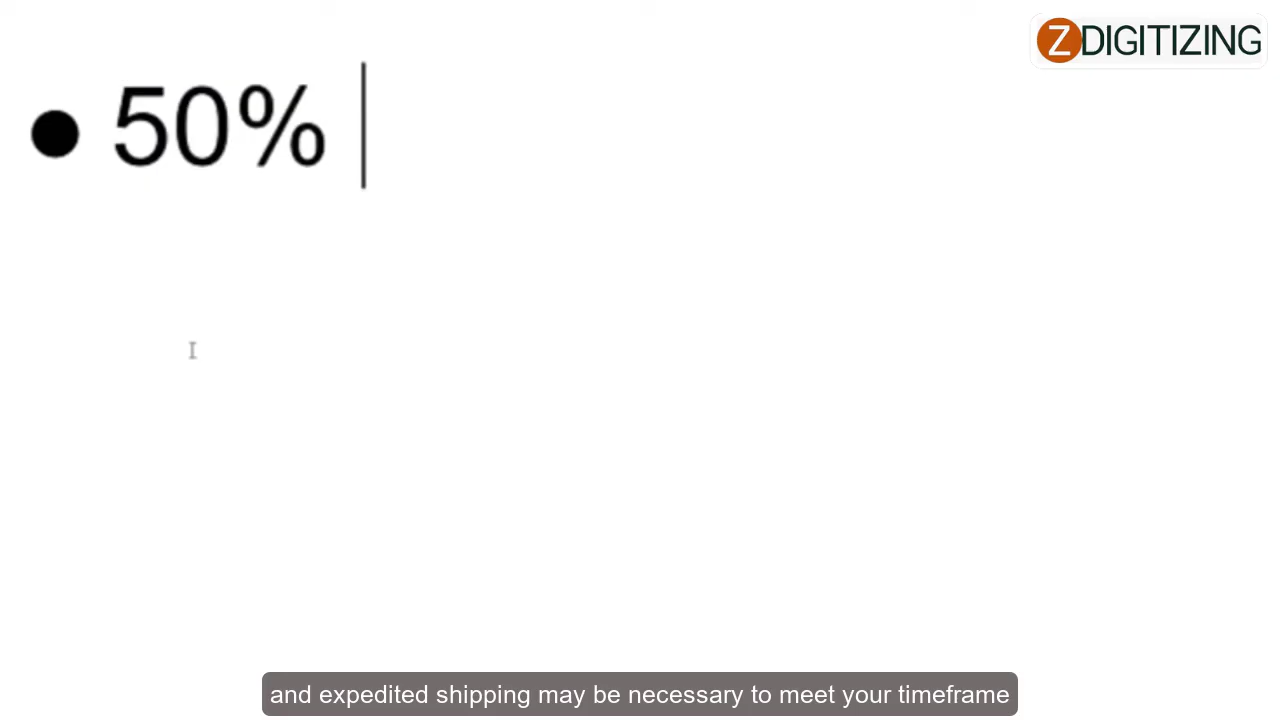 ZDIGITIZING
● 50%
and expedited shipping may be necessary to meet your timeframe